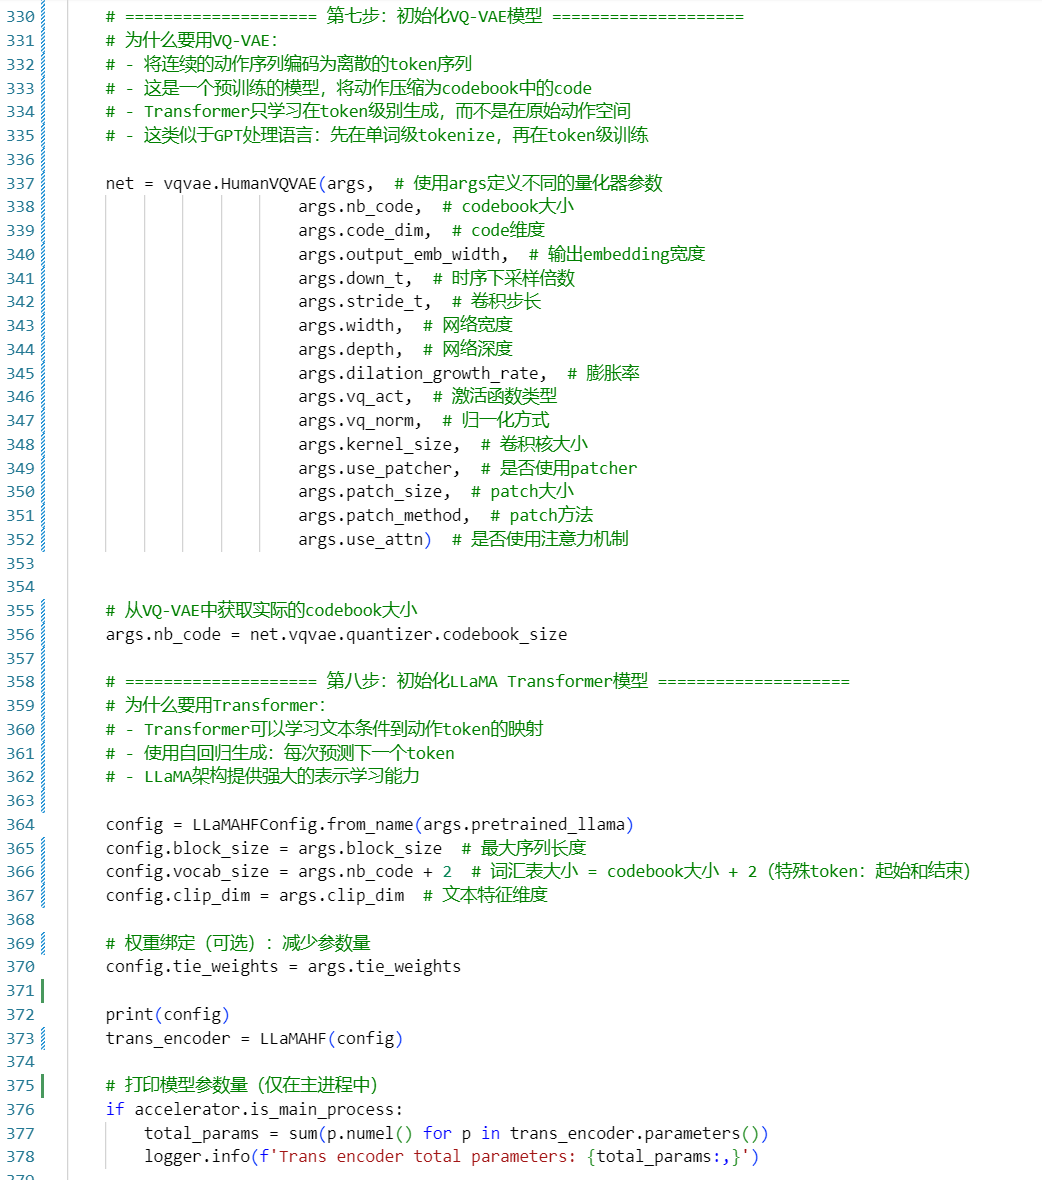 330 # ==================== 第七步：初始化VQ-VAE模型 ====================
331 # 为什么要用VQ-VAE：
332 # - 将连续的动作序列编码为离散的token序列
333 # - 这是一个预训练的模型，将动作压缩为codebook中的code
334 # - Transformer只学习在token级别生成，而不是在原始动作空间
335 # - 这类似于GPT处理语言：先在单词级tokenize，再在token级训练
336
337 net = vqvae.HumanVQVAE(args,  # 使用args定义不同的量化器参数
338 args.nb_code,  # codebook大小
339 args.code_dim,  # code维度
340 args.output_emb_width,  # 输出embedding宽度
341 args.down_t,  # 时序下采样倍数
342 args.stride_t,  # 卷积步长
343 args.width,  # 网络宽度
344 args.depth,  # 网络深度
345 args.dilation_growth_rate,  # 膨胀率
346 args.vq_act,  # 激活函数类型
347 args.vq_norm,  # 归一化方式
348 args.kernel_size,  # 卷积核大小
349 args.use_patcher,  # 是否使用patcher
350 args.patch_size,  # patch大小
351 args.patch_method,  # patch方法
352 args.use_attn)  # 是否使用注意力机制
353
354
355 # 从VQ-VAE中获取实际的codebook大小
356 args.nb_code = net.vqvae.quantizer.codebook_size
357
358 # ==================== 第八步：初始化LLaMA Transformer模型 ====================
359 # 为什么要用Transformer：
360 # - Transformer可以学习文本条件到动作token的映射
361 # - 使用自回归生成：每次预测下一个token
362 # - LLaMA架构提供强大的表示学习能力
363
364 config = LLaMAHFConfig.from_name(args.pretrained_llama)
365 config.block_size = args.block_size  # 最大序列长度
366 config.vocab_size = args.nb_code + 2  # 词汇表大小 = codebook大小 + 2（特殊token：起始和结束）
367 config.clip_dim = args.clip_dim  # 文本特征维度
368
369 # 权重绑定（可选）：减少参数量
370 config.tie_weights = args.tie_weights
371
372 print(config)
373 trans_encoder = LLaMAHF(config)
374
375 # 打印模型参数量（仅在主进程中）
376 if accelerator.is_main_process:
377 total_params = sum(p.numel() for p in trans_encoder.parameters())
378 logger.info(f'Trans encoder total parameters: {total_params:,}')